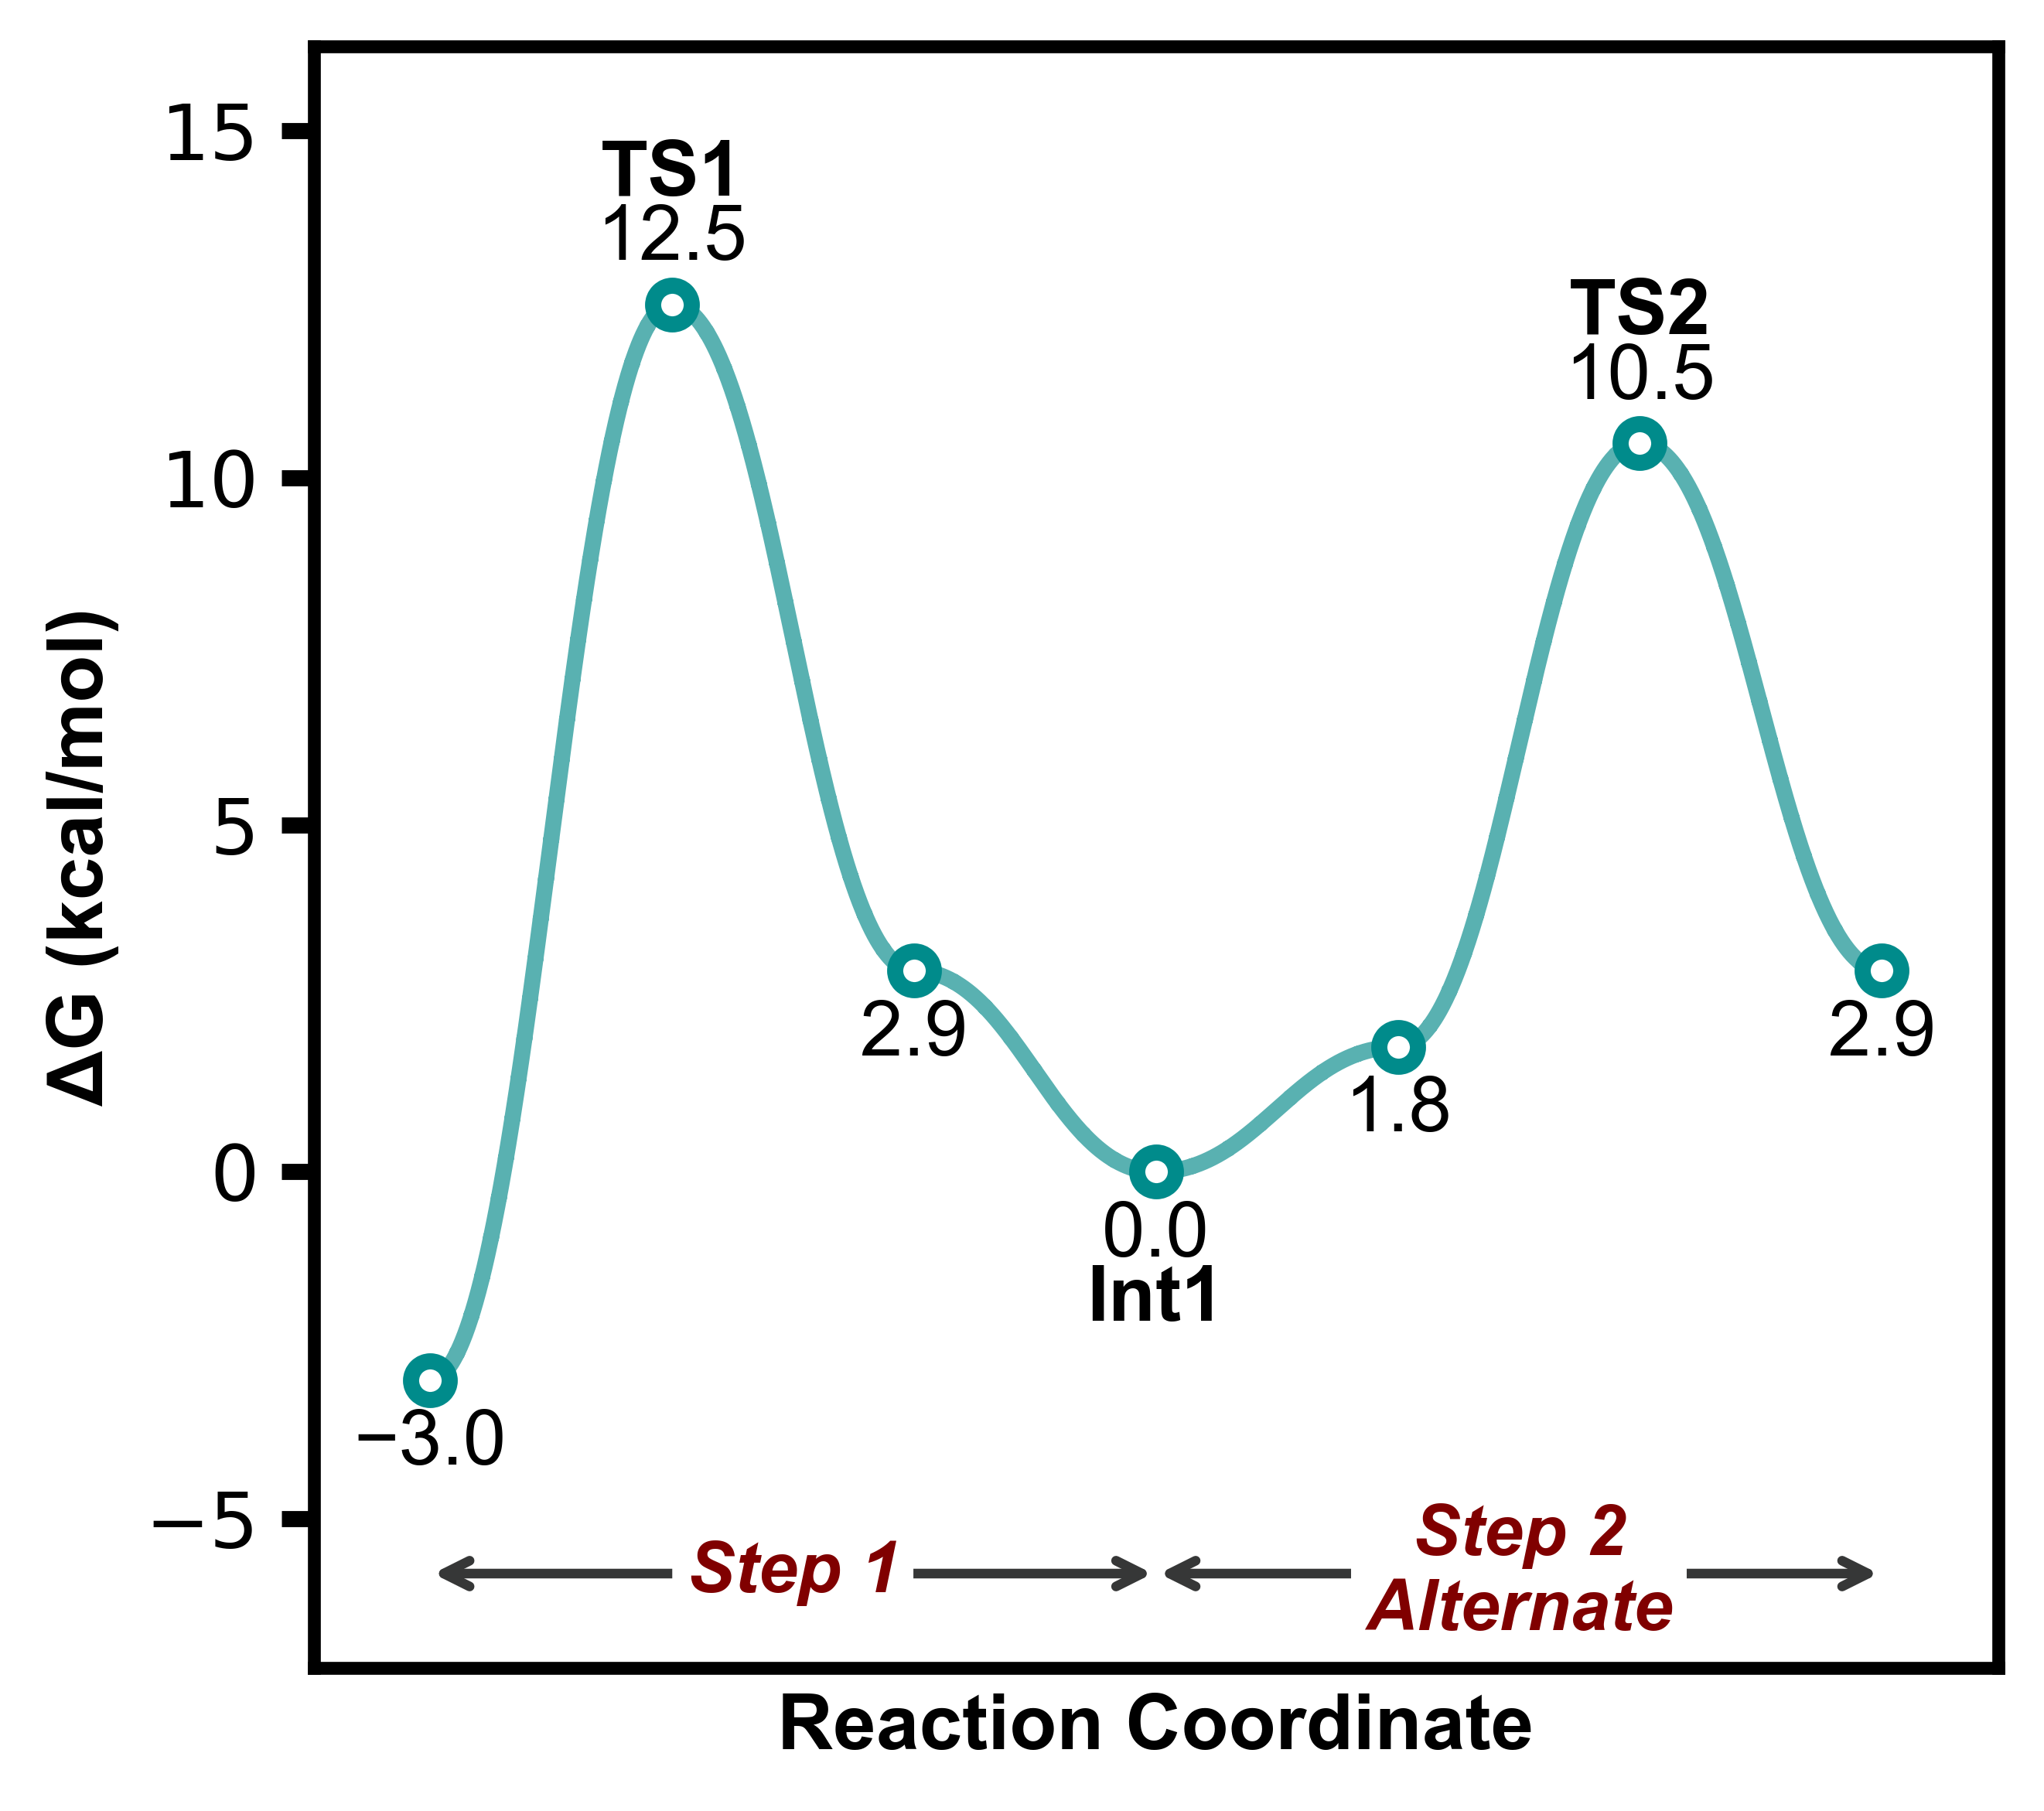 15
10
5
0
−5
ΔG (kcal/mol)
TS1
12.5
TS2
10.5
2.9
2.9
1.8
0.0
Int1
−3.0
Step 1
Step 2
Alternate
Reaction Coordinate